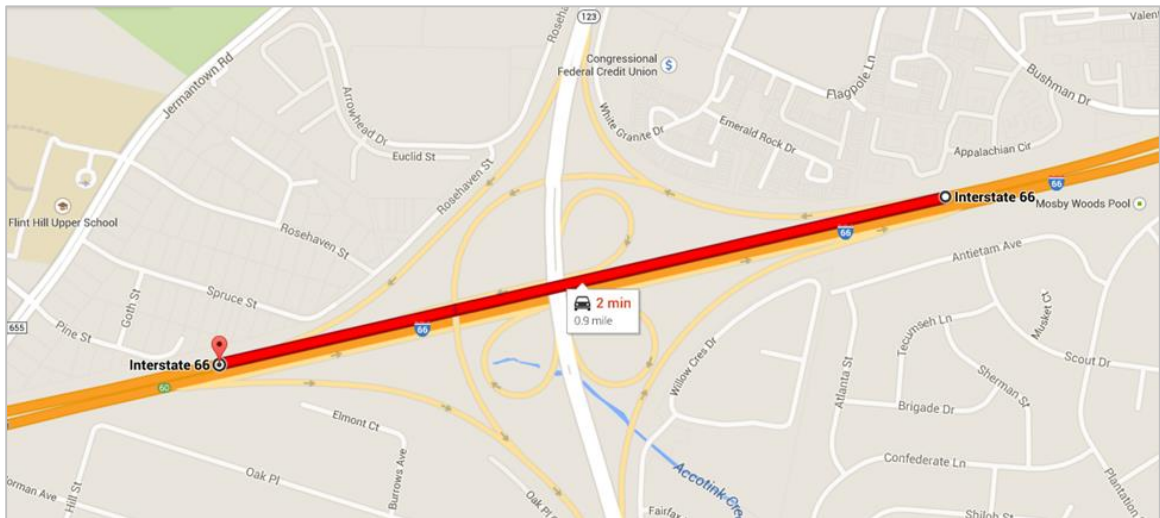 123
Rosehaven
Valent
Congressional
Federal Credit Union
$
Bushman Dr
Flagpole Ln
Jermantown Rd
Arrowhead Dr
White Granite Dr
Emerald Rock Dr
Euclid St
Appalachian Cir
Rosehaven St
66
Interstate 66
Mosby Woods Pool
Flint Hill Upper School
Rosehaven St
66
Antietam Ave
Spruce St
Goth St
2 min
0.9 mile
Musket Ct
655
Pine St
66
Tecumseh Ln
Scout Dr
Interstate 66
Willow Cres Dr
Atlanta St
Sherman St
60
Brigade Dr
Elmont Ct
Burrows Ave
Confederate Ln
Oak Pl
Accotink Cre
Plantation
Hill St
orman Ave
Oak Pl
Fairfax
Shiloh St